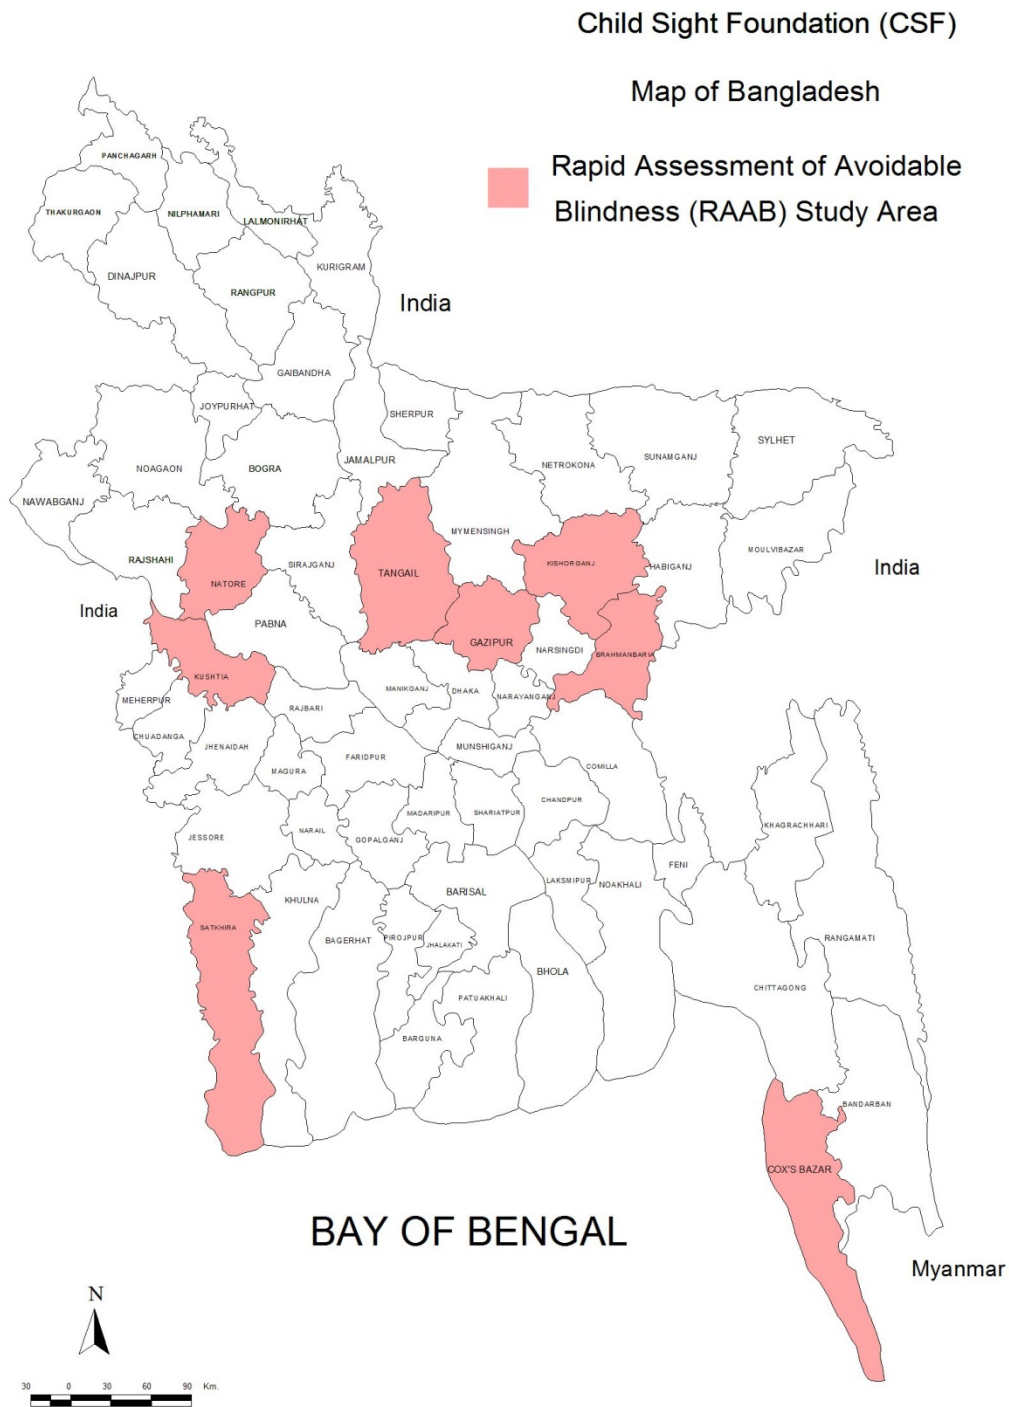 Child Sight Foundation (CSF)
Map of Bangladesh
Rapid Assessment of Avoidable
Blindness (RAAB) Study Area
PANCHAGARH
THAKURGAON
NILPHAMARI
LALMONIRHAT
DINAJPUR
KURIGRAM
RANGPUR
India
GAIBANDHA
JOYPURHAT
SHERPUR
SYLHET
NOAGAON
BOGRA
JAMALPUR
NETROKONA
SUNAMGANJ
NAWABGANJ
MYMENSINGH
MOULVIBAZAR
RAJSHAHI
SIRAJGANJ
TANGAIL
KISHORGANJ
HABIGANJ
India
NATORE
India
PABNA
GAZIPUR
NARSINGDI
BRAHMANBARIA
KUSHTIA
MEHERPUR
MANIKGANJ
DHAKA
NARAYANGANJ
RAJBARI
CHUADANGA
JHENAIDAH
FARIDPUR
MUNSHIGANJ
MAGURA
COMILLA
CHANDPUR
MADARIPUR
SHARIATPUR
KHAGRACHHARI
JESSORE
NARAIL
GOPALGANJ
FENI
LAKSMIPUR
NOAKHALI
BARISAL
KHULNA
SATKHIRA
BAGERHAT
PIROJPUR
JHALAKATI
RANGAMATI
BHOLA
CHITTAGONG
PATUAKHALI
BARGUNA
BANDARBAN
COX'S BAZAR
BAY OF BENGAL
Myanmar
N
30 0 30 60 90 Km.